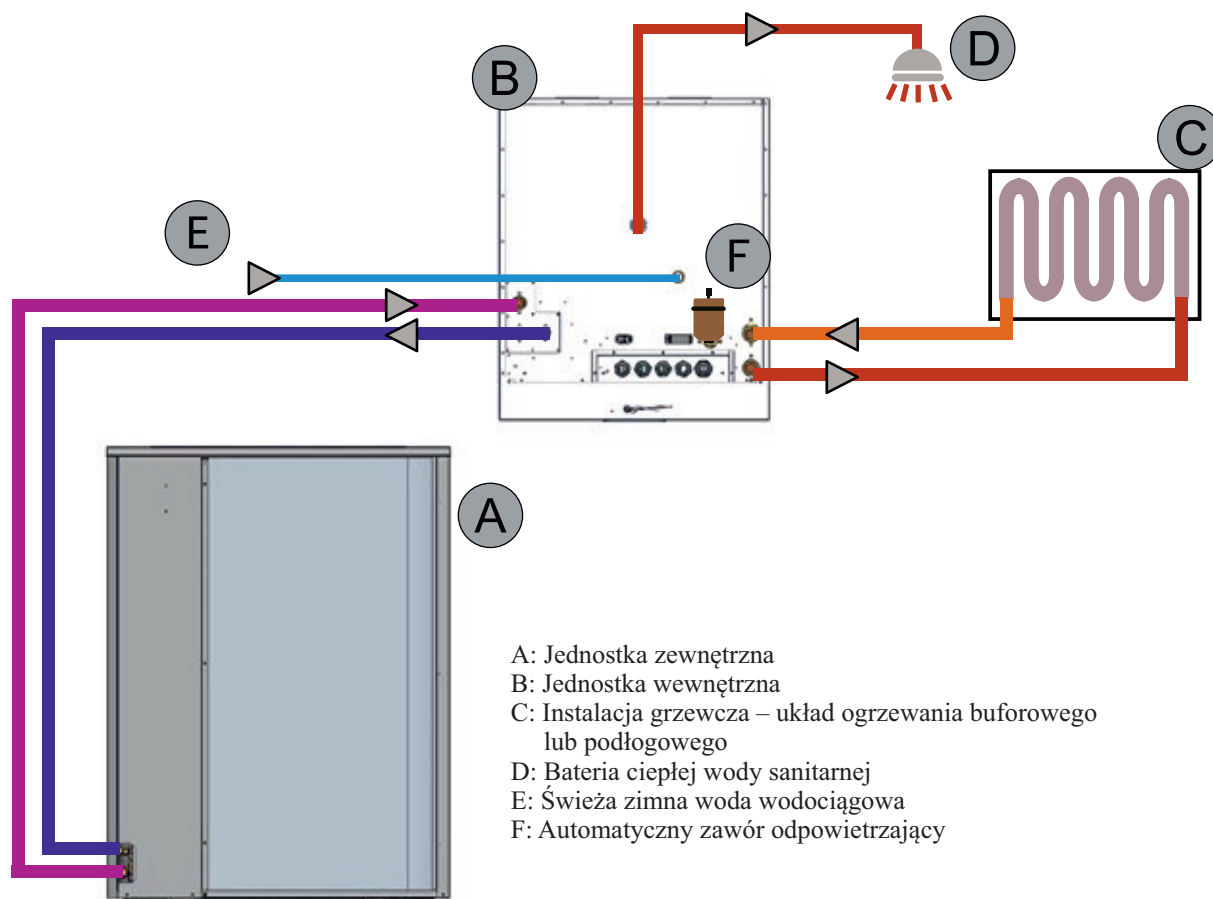 D
B
C
E
F
A
A: Jednostka zewnętrzna
B: Jednostka wewnętrzna
C: Instalacja grzewcza – układ ogrzewania buforowego
lub podłogowego
D: Bateria ciepłej wody sanitarnej
E: Świeża zimna woda wodociągowa
F: Automatyczny zawór odpowietrzający